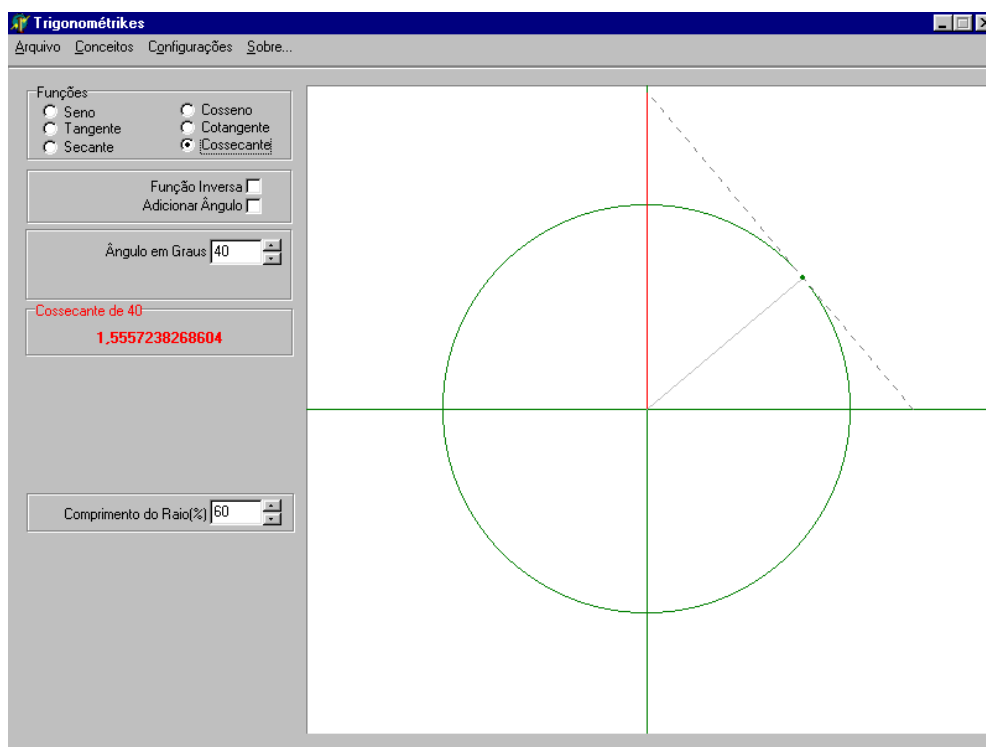 Trigonométrikes
Arquivo Conceitos Configurações Sobre...
Funções
Seno Cosseno
Tangente Cotangente
Secante Cossecante
Função Inversa
Adicionar Ângulo
Ângulo em Graus 40
Cossecante de 40
1,5557238268604
Comprimento do Raio(%) 60